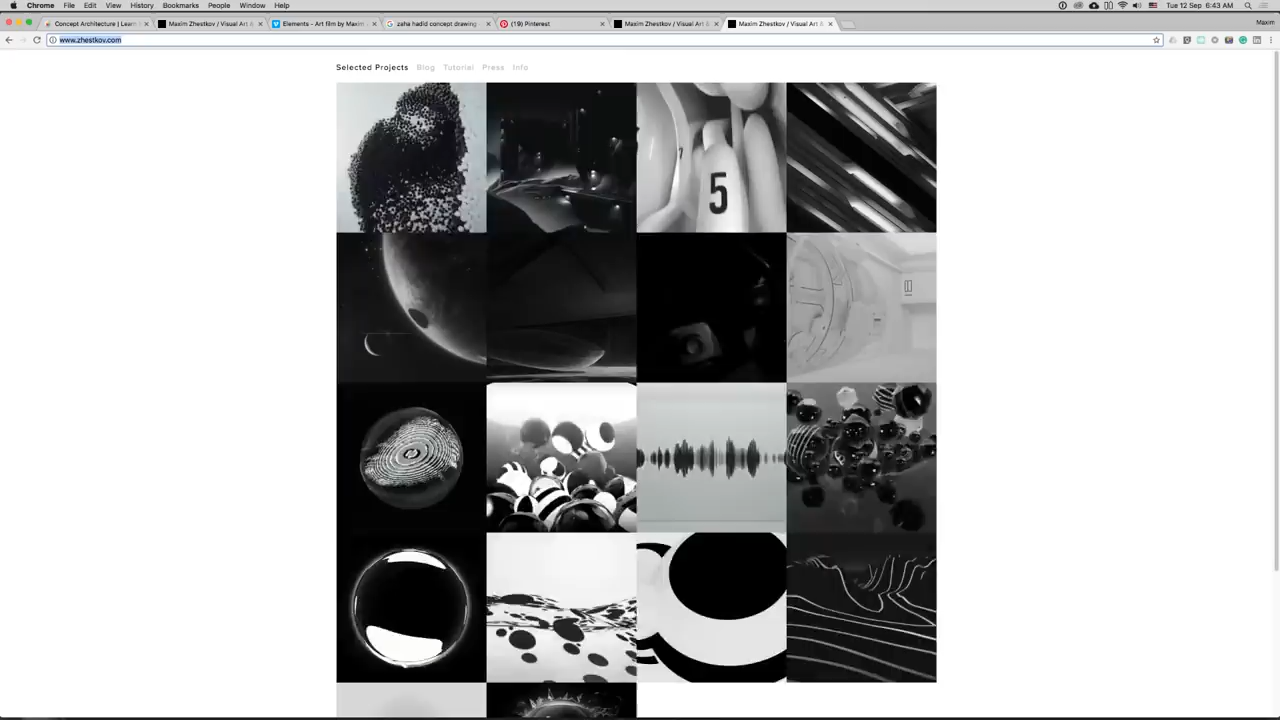 Chrome File Edit View History Bookmarks People Window Help Tue 12 Sep 6:43 AM
Concept Architecture | Learn Maxim Zhestkov / Visual Art & Elements - Art film by Maxim zaha hadid concept drawing (19) Pinterest Maxim Zhestkov / Visual Art & Maxim Zhestkov / Visual Art & Maxim
www.zhestkov.com
Selected Projects Blog Tutorial Press Info
5